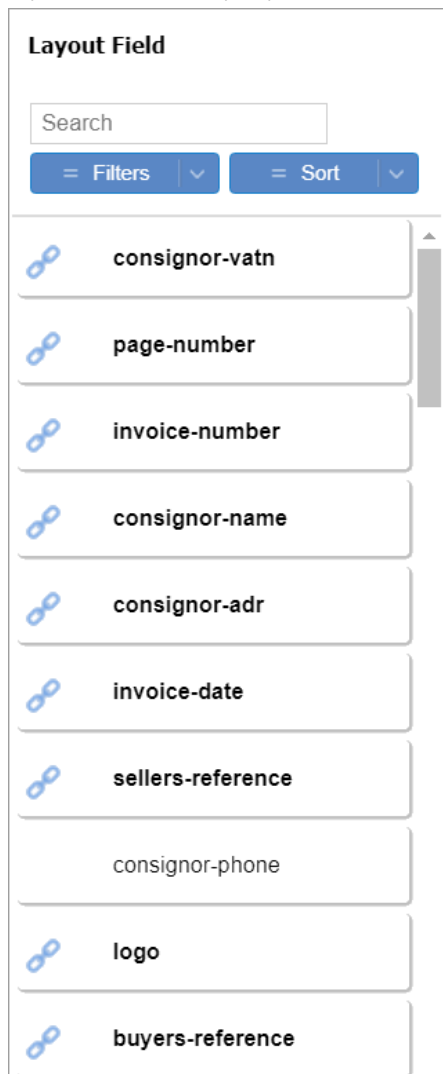 Layout Field
Search
= Filters
= Sort
consignor-vatn
page-number
invoice-number
consignor-name
consignor-adr
invoice-date
sellers-reference
consignor-phone
logo
buyers-reference